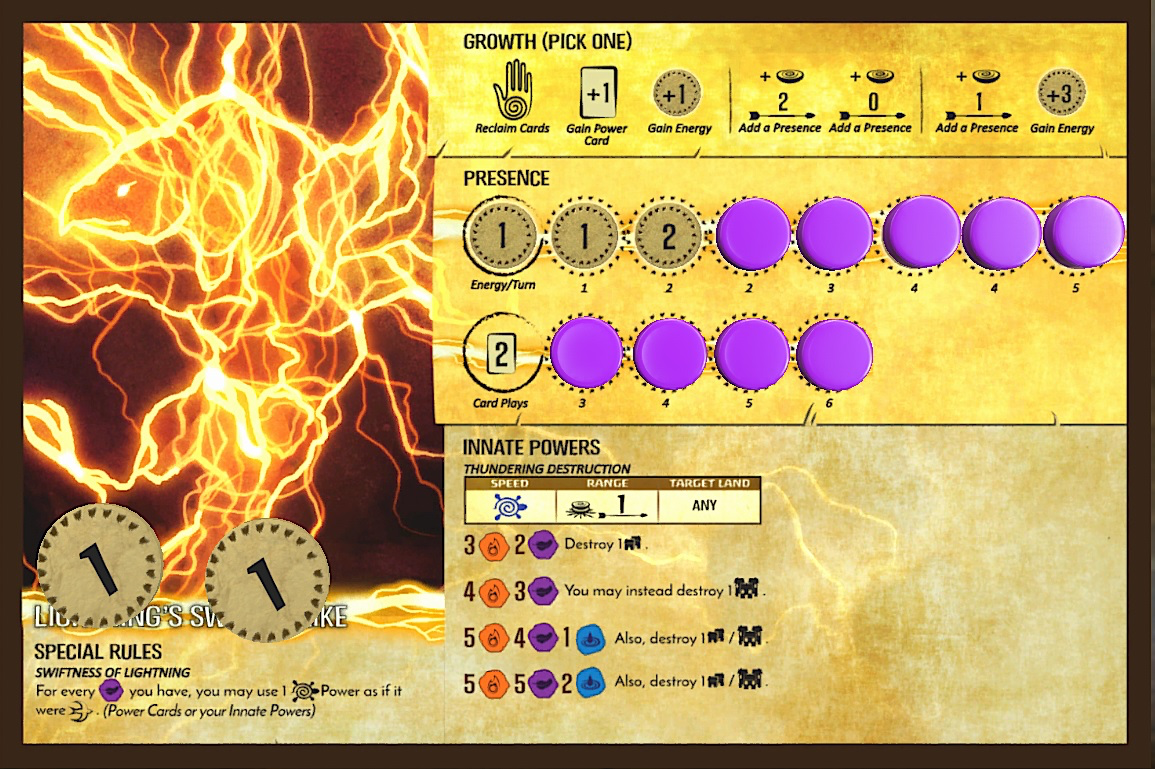 GROWTH (PICK ONE)
+1 +1 + 2 + 0 + 1 +3
Reclaim Cards Gain Power Card Gain Energy Add a Presence Add a Presence Add a Presence Gain Energy
PRESENCE
1 1 2
Energy/Turn 1 2 2 3 4 4 5
2
Card Plays 3 4 5 6
INNATE POWERS
THUNDERING DESTRUCTION
SPEED RANGE TARGET LAND
1 ANY
3 2 Destroy 1 .
4 3 You may instead destroy 1 .
5 4 1 Also, destroy 1 / .
5 5 2 Also, destroy 1 / .
1 1
SPECIAL RULES
SWIFTNESS OF LIGHTNING
For every you have, you may use 1 Power as if it
were . (Power Cards or your Innate Powers)